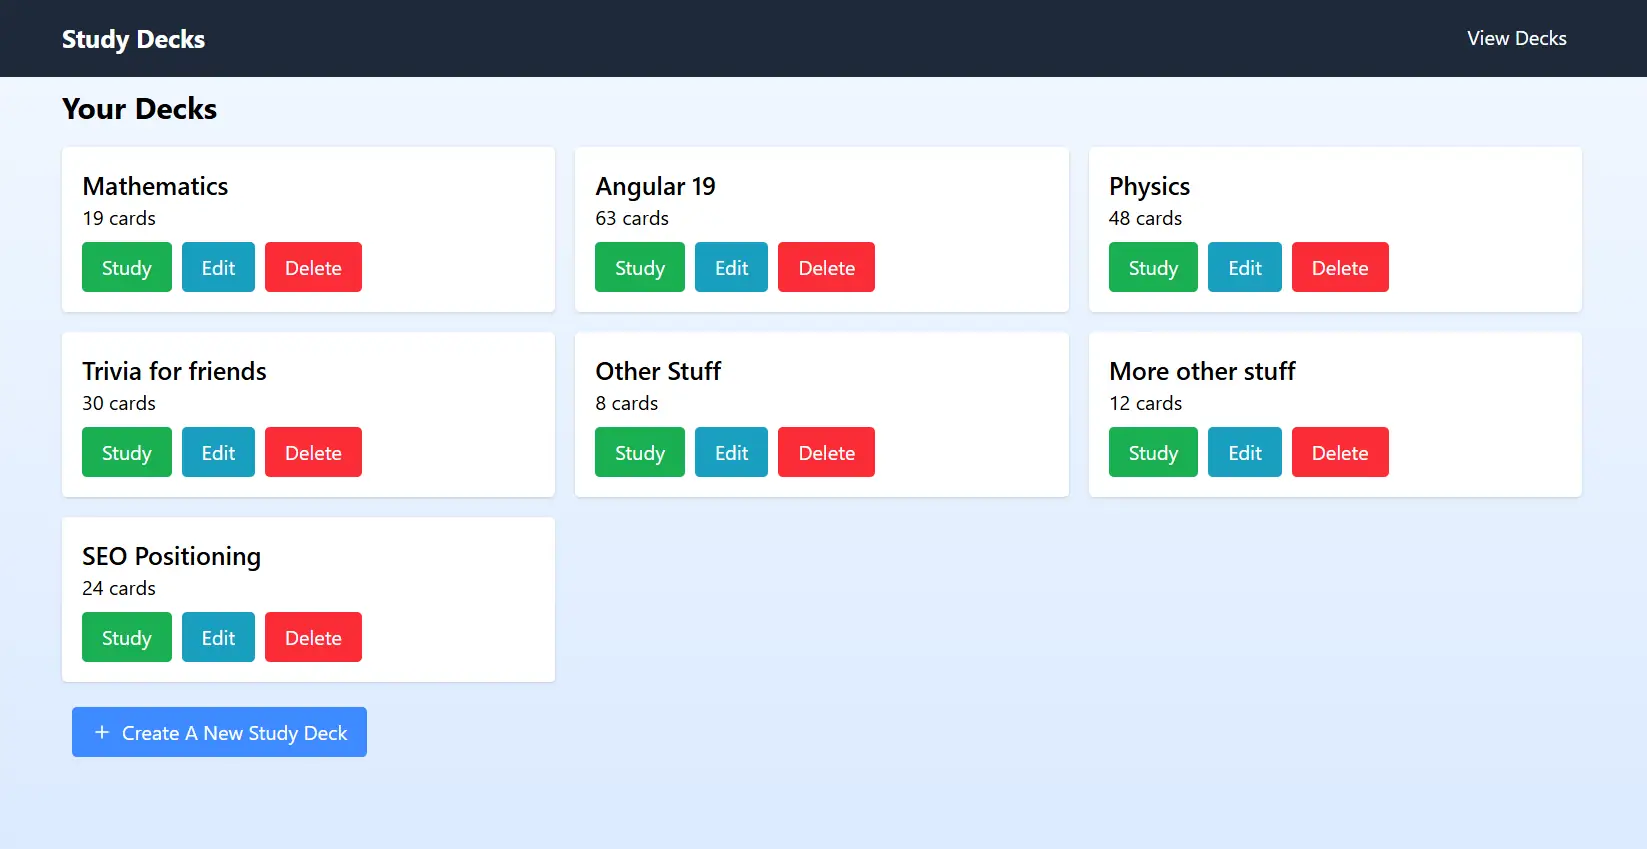 Study Decks View Decks
Your Decks
Mathematics
19 cards
Study Edit Delete
Angular 19
63 cards
Study Edit Delete
Physics
48 cards
Study Edit Delete
Trivia for friends
30 cards
Study Edit Delete
Other Stuff
8 cards
Study Edit Delete
More other stuff
12 cards
Study Edit Delete
SEO Positioning
24 cards
Study Edit Delete
+ Create A New Study Deck